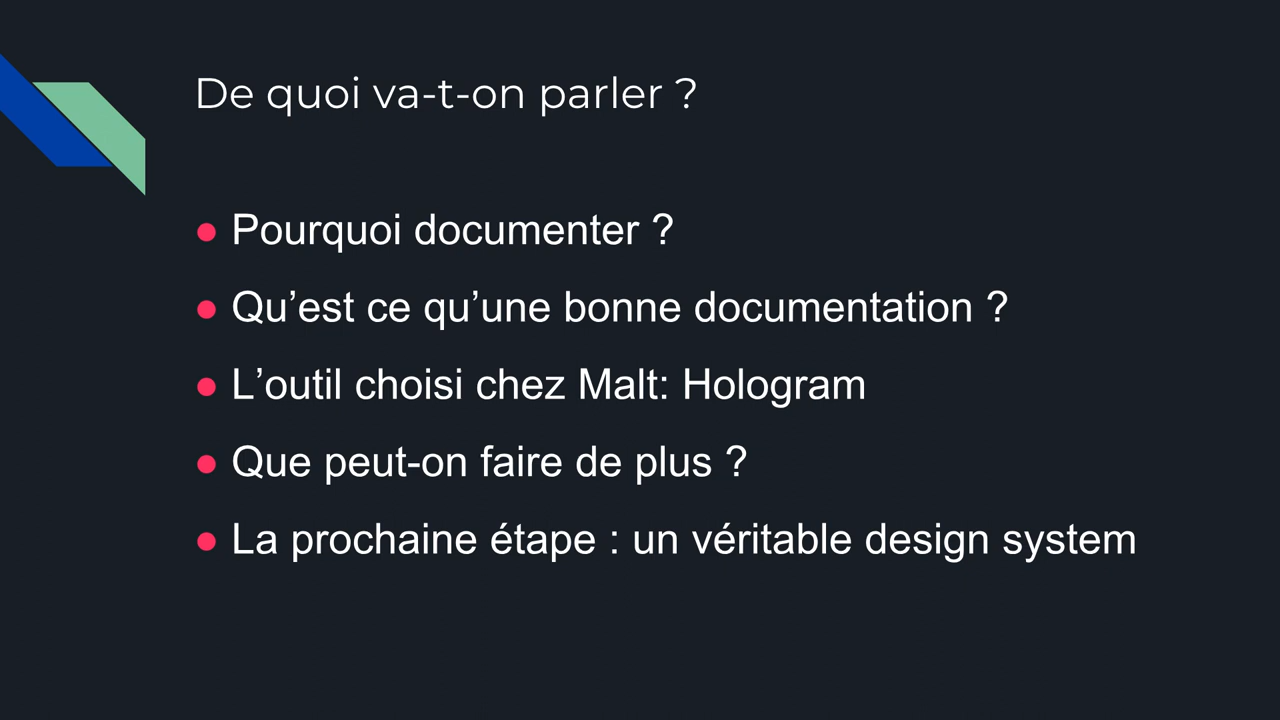 De quoi va-t-on parler ?
● Pourquoi documenter ?
● Qu’est ce qu’une bonne documentation ?
● L’outil choisi chez Malt: Hologram
● Que peut-on faire de plus ?
● La prochaine étape : un véritable design system